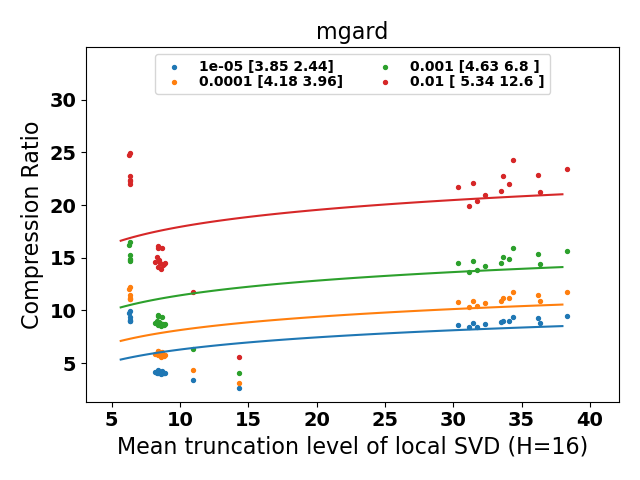 mgard
1e-05 [3.85 2.44]
0.0001 [4.18 3.96]
0.001 [4.63 6.8 ]
0.01 [ 5.34 12.6 ]
30
25
20
15
10
5
Compression Ratio
5 10 15 20 25 30 35 40
Mean truncation level of local SVD (H=16)